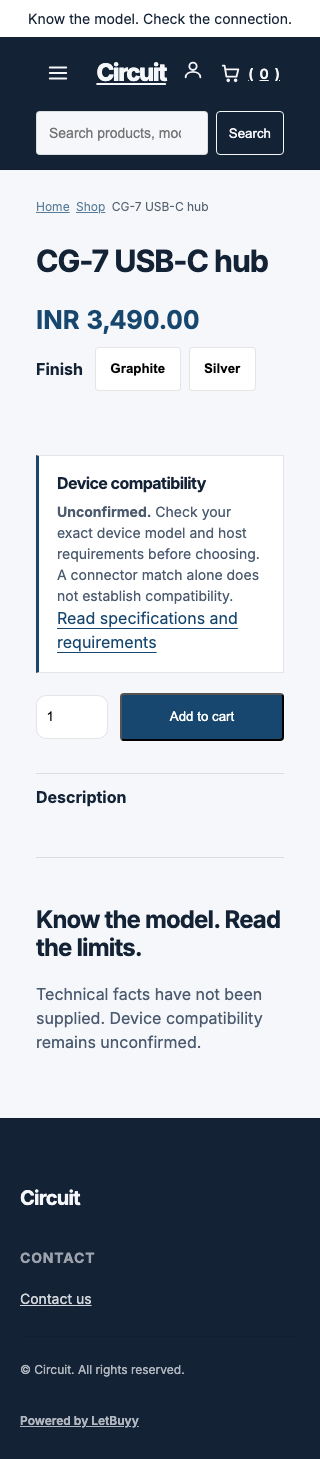 Know the model. Check the connection.
Circuit
( 0 )
Search products, mo
Search
Home Shop CG-7 USB-C hub
CG-7 USB-C hub
INR 3,490.00
Finish Graphite Silver
Device compatibility
Unconfirmed. Check your
exact device model and host
requirements before choosing.
A connector match alone does
not establish compatibility.
Read specifications and
requirements
1
Add to cart
Description
Know the model. Read
the limits.
Technical facts have not been
supplied. Device compatibility
remains unconfirmed.
Circuit
CONTACT
Contact us
© Circuit. All rights reserved.
Powered by LetBuyy